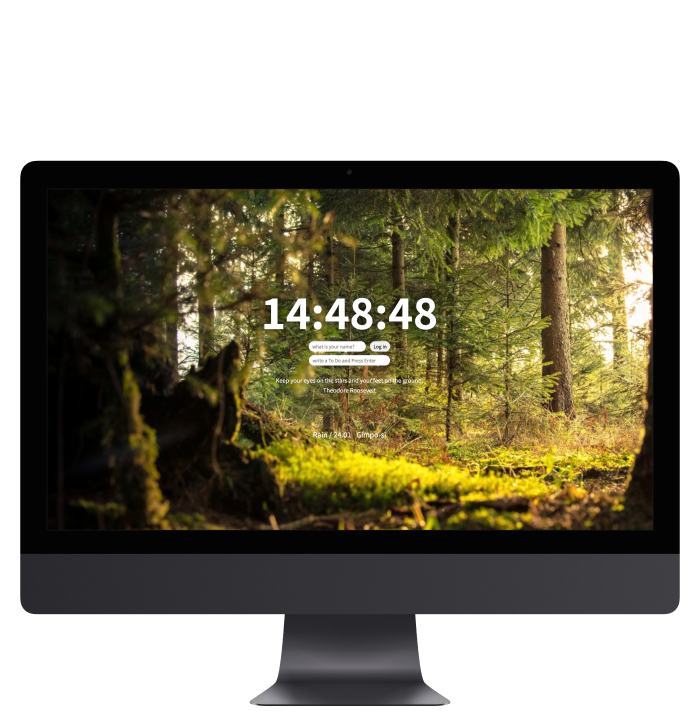 14:48:48
what is your name?
Log in
write a To Do and Press Enter
Keep your eyes on the stars and your feet on the ground.
Theodore Roosevelt
Rain / 24.01 Gimpo-si